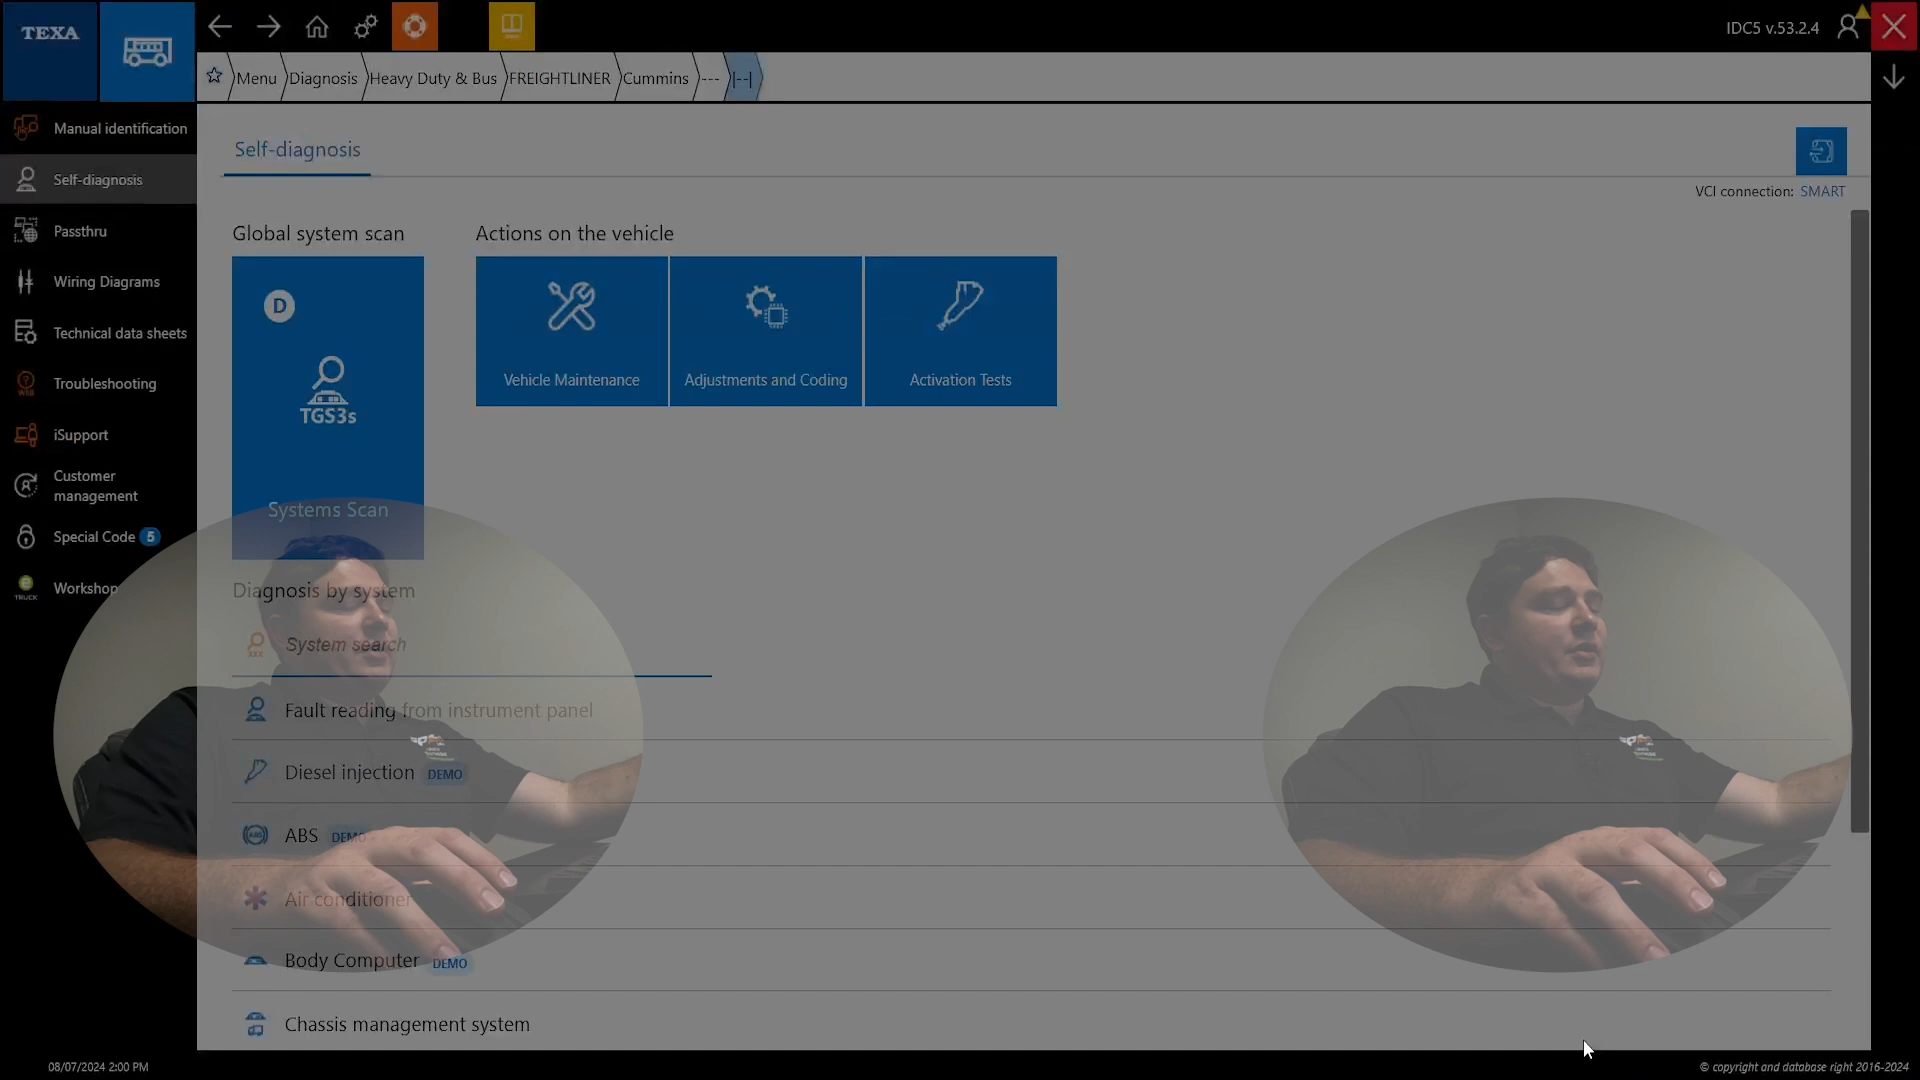 TEXA
IDC5 v.53.2.4
Menu Diagnosis Heavy Duty & Bus FREIGHTLINER Cummins --- |--|
Manual identification
Self-diagnosis
Passthru
Wiring Diagrams
Technical data sheets
Troubleshooting
iSupport
Customer
management
Special Code 5
Workshop
Self-diagnosis
VCI connection: SMART
Global system scan
Actions on the vehicle
D
TGS3s
Systems Scan
Vehicle Maintenance
Adjustments and Coding
Activation Tests
Diagnosis by system
System search
Fault reading from instrument panel
Diesel injection DEMO
ABS DEMO
Air conditioner
Body Computer DEMO
Chassis management system
08/07/2024 2:00 PM
© copyright and database right 2016-2024